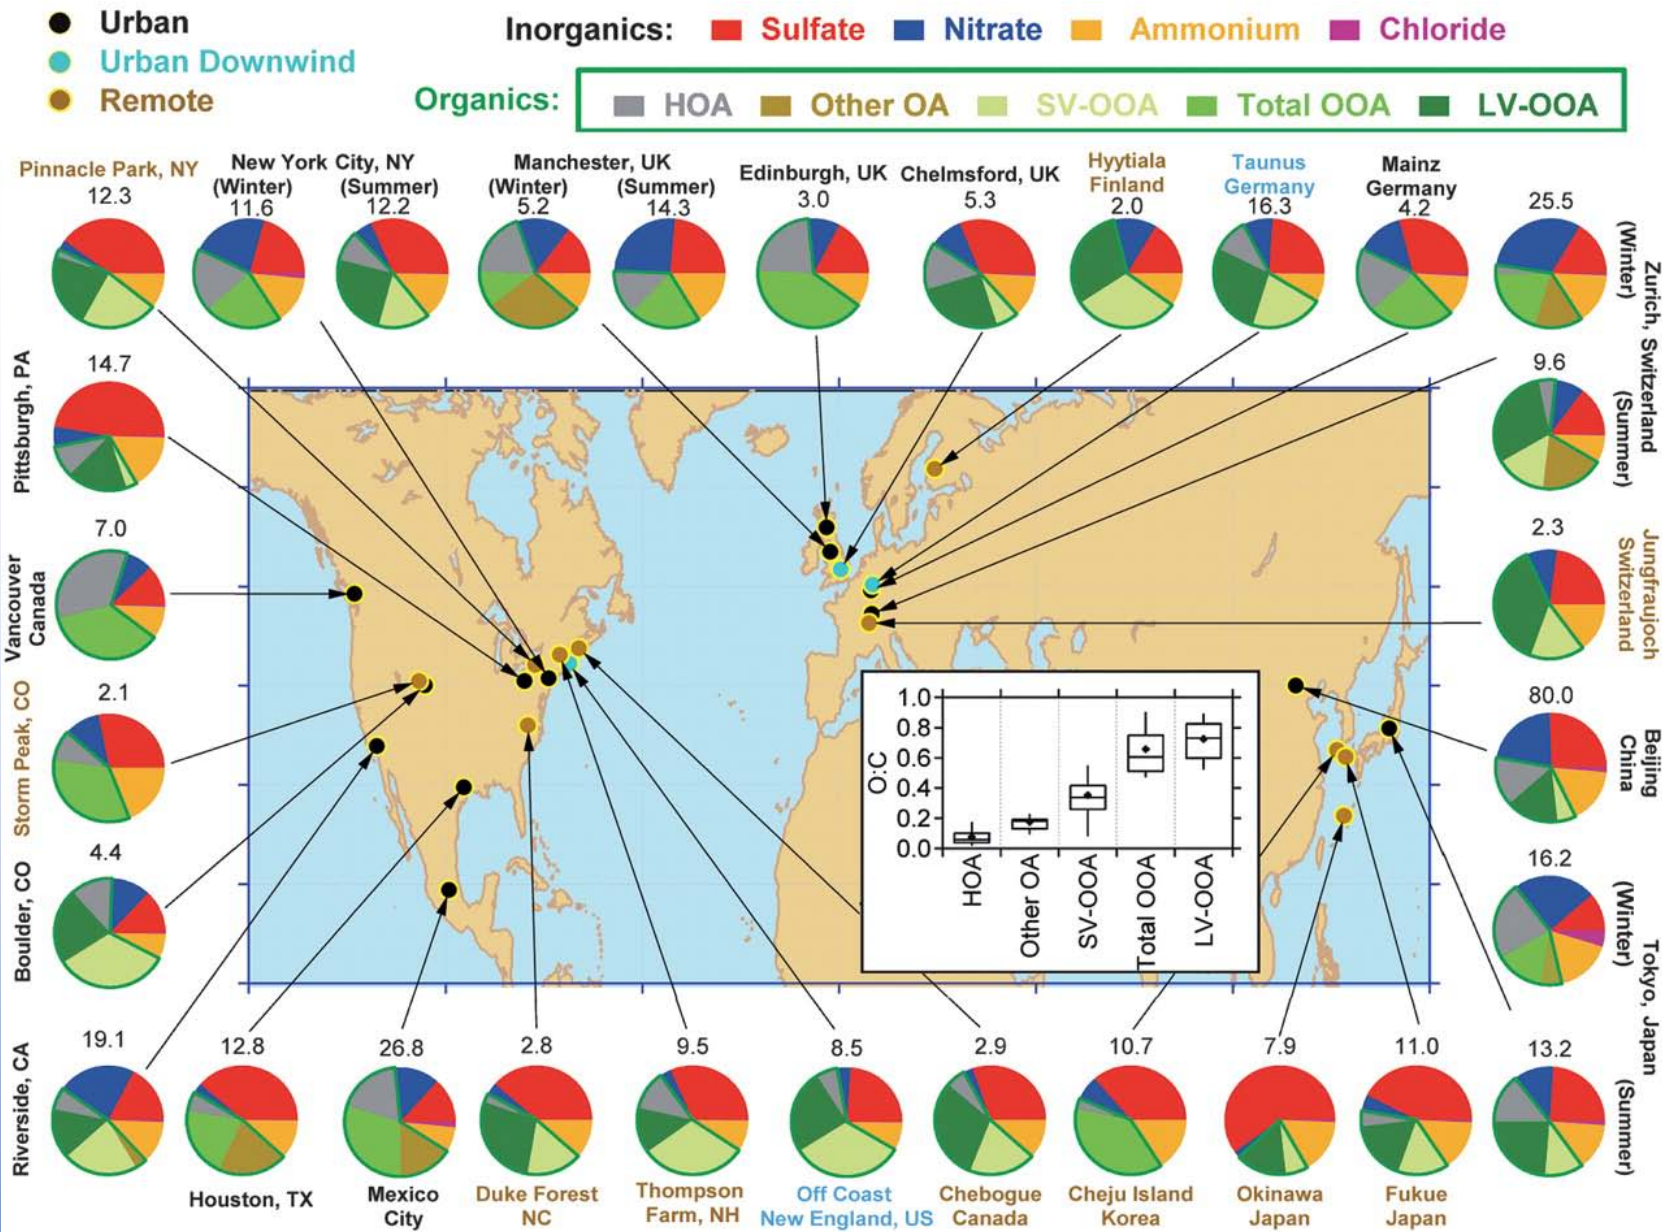 Urban
Urban Downwind
Remote
Inorganics: Sulfate Nitrate Ammonium Chloride
Organics: HOA Other OA SV-OOA Total OOA LV-OOA
Pinnacle Park, NY
12.3
New York City, NY
(Winter) (Summer)
11.6 12.2
Manchester, UK
(Winter) (Summer)
5.2 14.3
Edinburgh, UK
3.0
Chelmsford, UK
5.3
Hyytiala
Finland
2.0
Taunus
Germany
16.3
Mainz
Germany
4.2
25.5
(Winter)
Zurich, Switzerland
9.6
(Summer)
Pittsburgh, PA
14.7
Vancouver
Canada
7.0
Storm Peak, CO
2.1
Boulder, CO
4.4
Riverside, CA
19.1
2.3
Jungfraujoch
Switzerland
80.0
Beijing
China
16.2
(Winter)
Tokyo, Japan
13.2
(Summer)
O:C
1.0
0.8
0.6
0.4
0.2
0.0
HOA
Other OA
SV-OOA
Total OOA
LV-OOA
12.8
Houston, TX
26.8
Mexico
City
2.8
Duke Forest
NC
9.5
Thompson
Farm, NH
8.5
Off Coast
New England, US
2.9
Chebogue
Canada
10.7
Cheju Island
Korea
7.9
Okinawa
Japan
11.0
Fukue
Japan